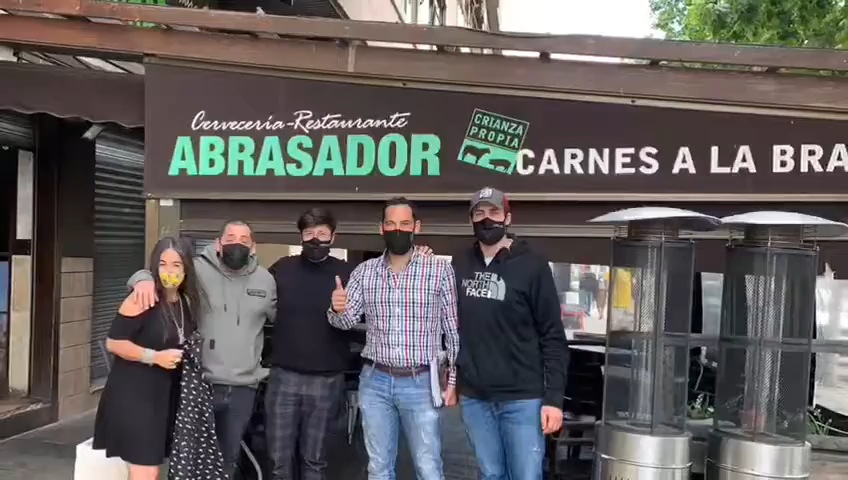 Cervecería-Restaurante
ABRASADOR
CRIANZA
PROPIA
CARNES A LA BRA
THE
NORTH
FACE